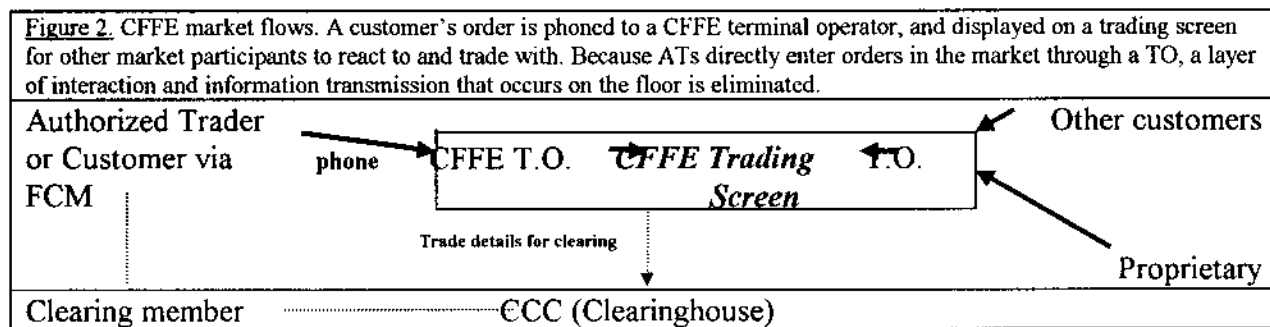 Figure 2. CFFE market flows. A customer's order is phoned to a CFFE terminal operator, and displayed on a trading screen
for other market participants to react to and trade with. Because ATs directly enter orders in the market through a TO, a layer
of interaction and information transmission that occurs on the floor is eliminated.
Authorized Trader
or Customer via
FCM
phone
CFFE T.O.
CFFE Trading
Screen
T.O.
Other customers
Trade details for clearing
Proprietary
Clearing member
CCC (Clearinghouse)